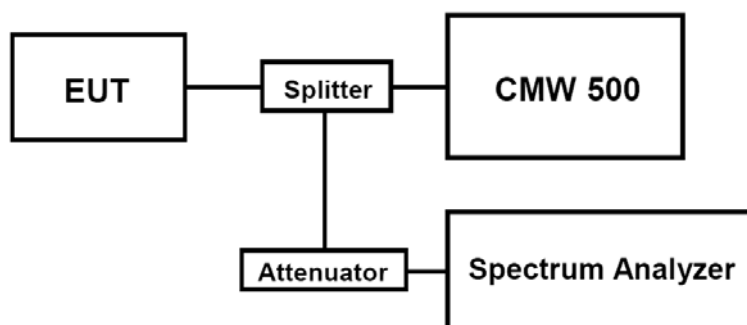 EUT
Splitter
CMW 500
Attenuator
Spectrum Analyzer